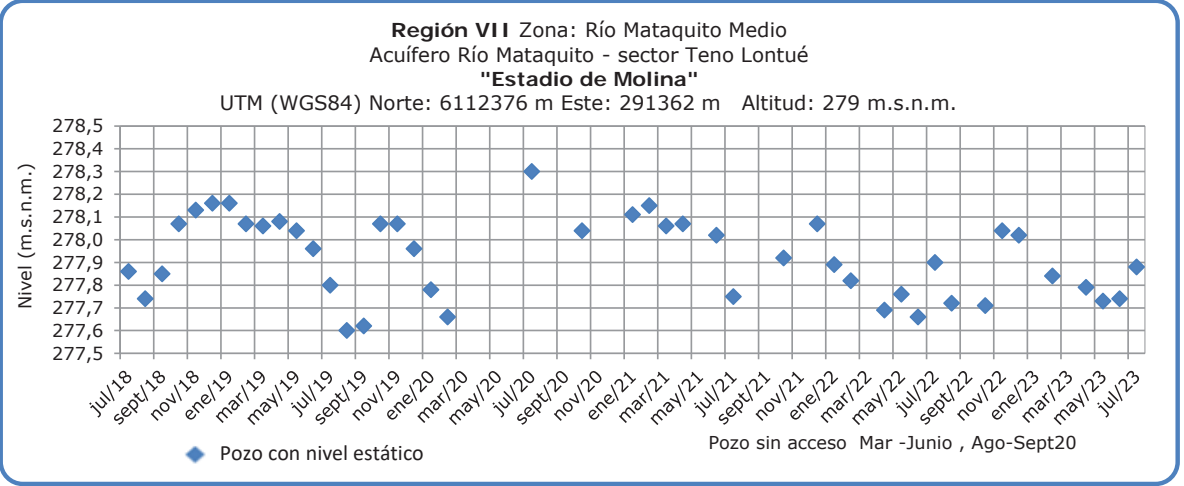 Región VII Zona: Río Mataquito Medio
Acuífero Río Mataquito - sector Teno Lontué
"Estadio de Molina"
UTM (WGS84) Norte: 6112376 m Este: 291362 m Altitud: 279 m.s.n.m.
Nivel (m.s.n.m.)
278,5
278,4
278,3
278,2
278,1
278,0
277,9
277,8
277,7
277,6
277,5
jul/18
sept/18
nov/18
ene/19
mar/19
may/19
jul/19
sept/19
nov/19
ene/20
mar/20
may/20
jul/20
sept/20
nov/20
ene/21
mar/21
may/21
jul/21
sept/21
nov/21
ene/22
mar/22
may/22
jul/22
sept/22
nov/22
ene/23
mar/23
may/23
jul/23
Pozo con nivel estático
Pozo sin acceso Mar -Junio , Ago-Sept20